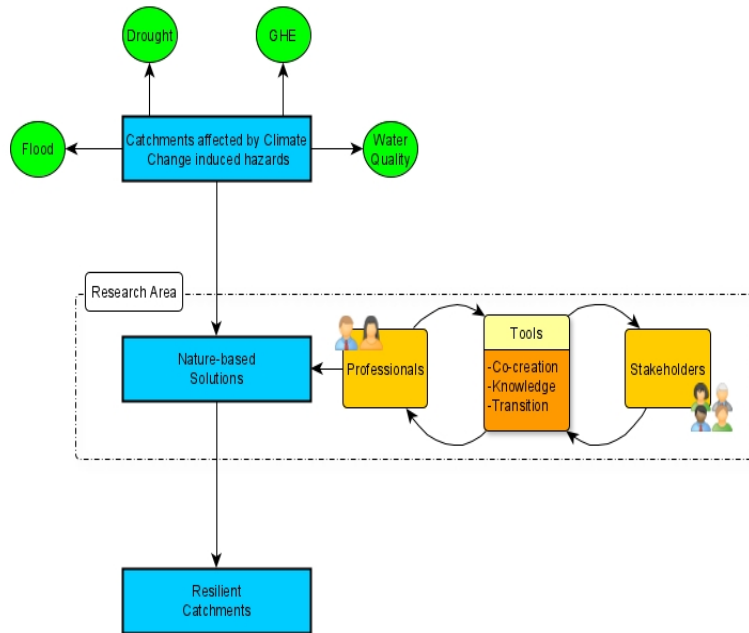 Drought
GHE
Flood
Catchments affected by Climate
Change induced hazards
Water
Quality
Research Area
Nature-based
Solutions
Professionals
Tools
-Co-creation
-Knowledge
-Transition
Stakeholders
Resilient
Catchments